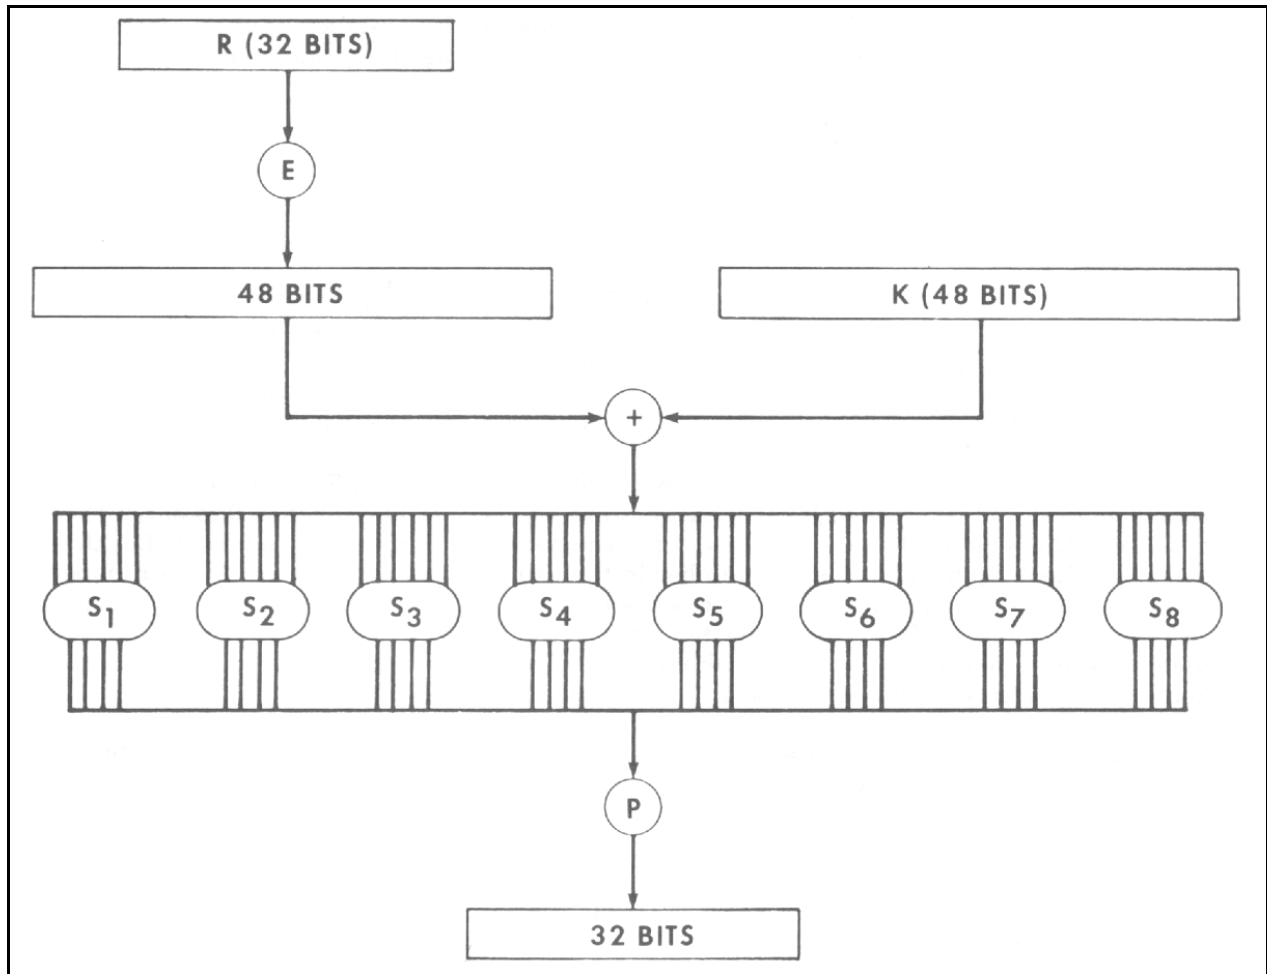 R (32 BITS)
E
48 BITS
K (48 BITS)
+
S1 S2 S3 S4 S5 S6 S7 S8
P
32 BITS